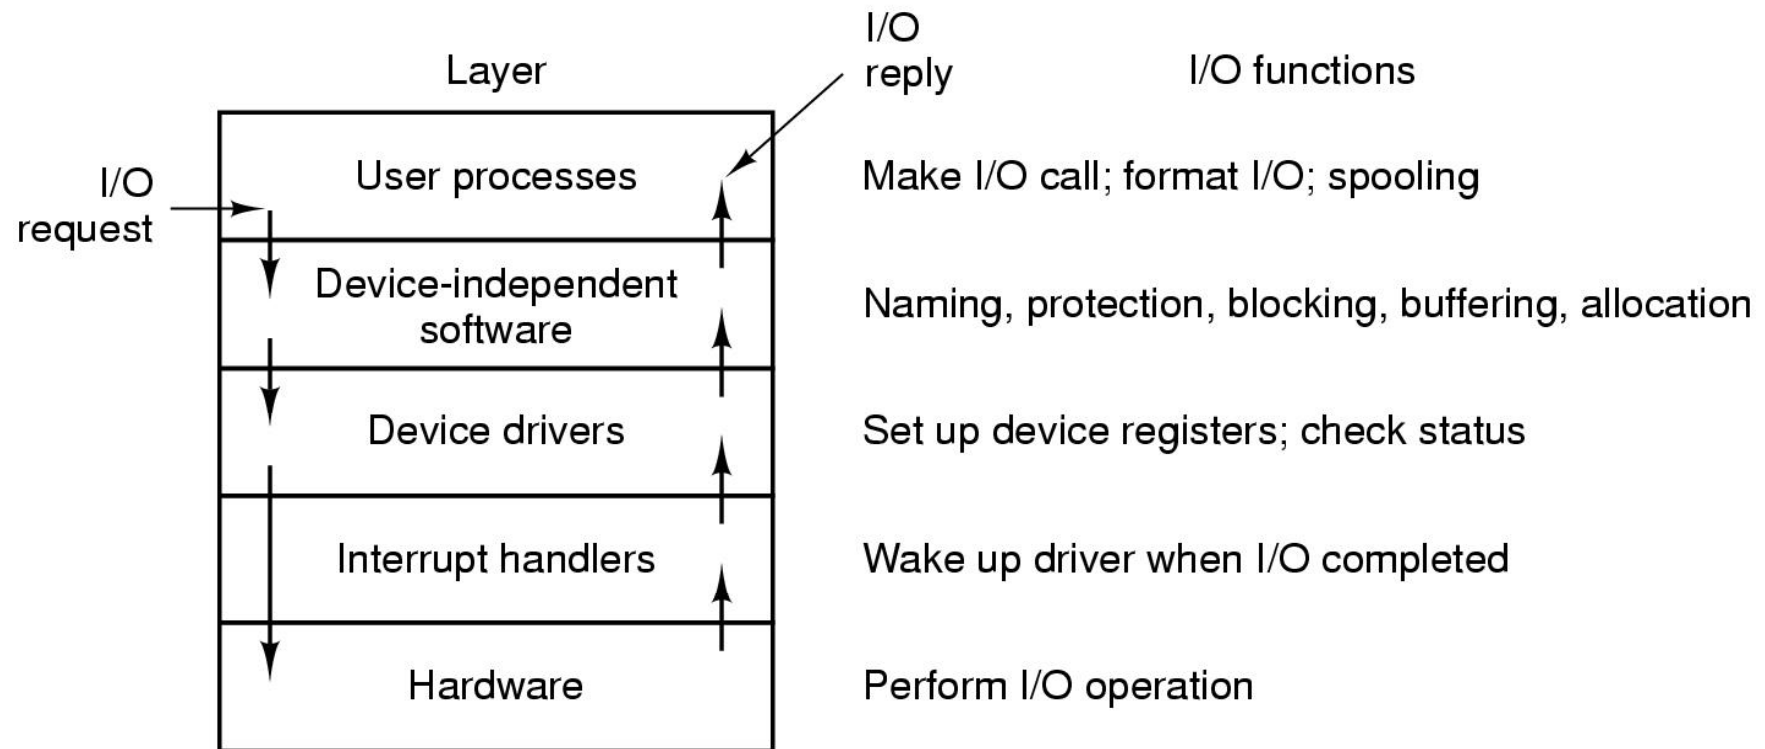 Layer
I/O
reply
I/O functions
I/O
request
User processes
Make I/O call; format I/O; spooling
Device-independent
software
Naming, protection, blocking, buffering, allocation
Device drivers
Set up device registers; check status
Interrupt handlers
Wake up driver when I/O completed
Hardware
Perform I/O operation